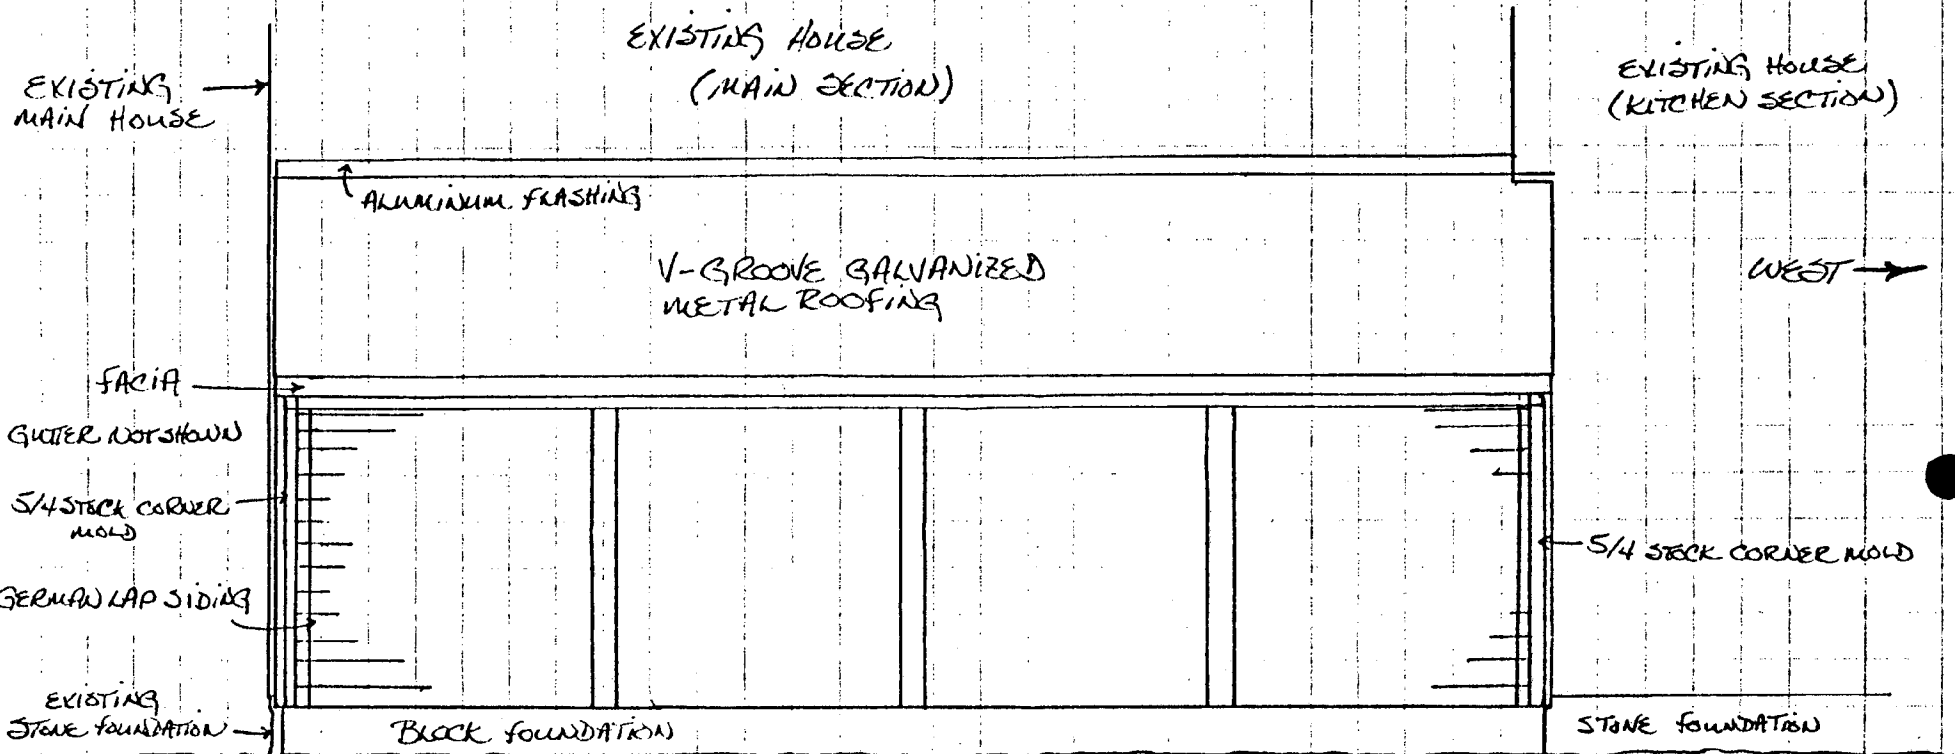 EXISTING HOUSE
(MAIN SECTION)
EXISTING HOUSE
(KITCHEN SECTION)
EXISTING
MAIN HOUSE
ALUMINUM FLASHING
V-GROOVE GALVANIZED
METAL ROOFING
WEST
FACIA
GUTTER NOT SHOWN
5/4 STOCK CORNER
MOLD
5/4 STOCK CORNER MOLD
GERMAN LAP SIDING
EXISTING
STONE FOUNDATION
BLOCK FOUNDATION
STONE FOUNDATION